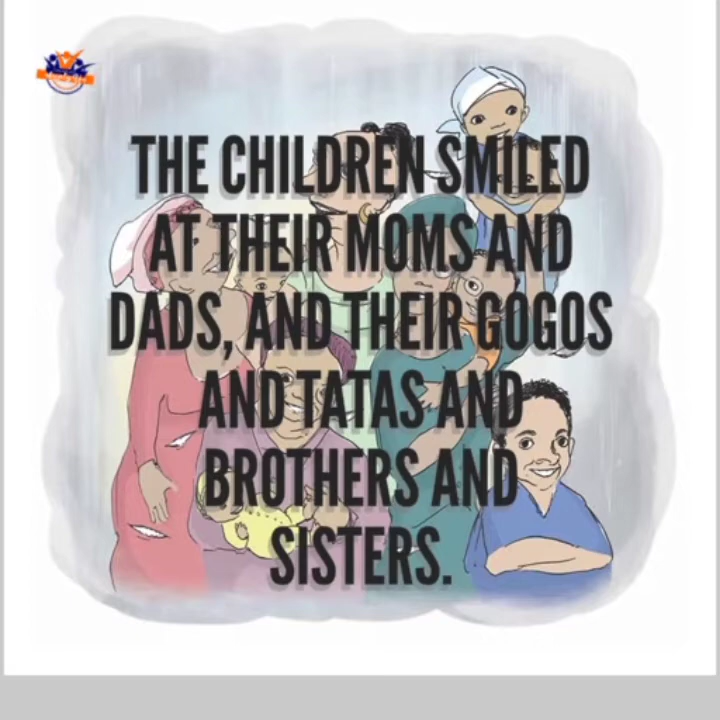 THE CHILDREN SMILED
AT THEIR MOMS AND
DADS, AND THEIR GOGOS
AND TATAS AND
BROTHERS AND
SISTERS.